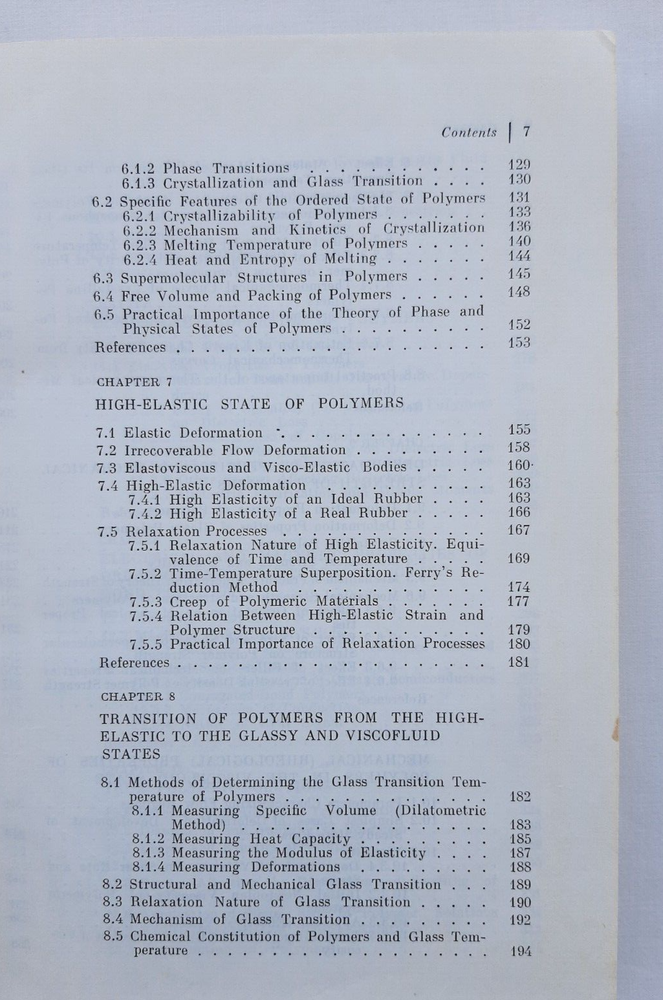 Contents | 7
6.1.2 Phase Transitions . . . . . . . . . . . . 129
6.1.3 Crystallization and Glass Transition . . . . 130
6.2 Specific Features of the Ordered State of Polymers 131
6.2.1 Crystallizability of Polymers . . . . . . . 133
6.2.2 Mechanism and Kinetics of Crystallization 136
6.2.3 Melting Temperature of Polymers . . . . . 140
6.2.4 Heat and Entropy of Melting . . . . . . . 144
6.3 Supermolecular Structures in Polymers . . . . . 145
6.4 Free Volume and Packing of Polymers . . . . . . 148
6.5 Practical Importance of the Theory of Phase and
Physical States of Polymers . . . . . . . . . . 152
References . . . . . . . . . . . . . . . . . . . . . 153
CHAPTER 7
HIGH-ELASTIC STATE OF POLYMERS
7.1 Elastic Deformation . . . . . . . . . . . . . . 155
7.2 Irrecoverable Flow Deformation . . . . . . . . . 158
7.3 Elastoviscous and Visco-Elastic Bodies . . . . . 160
7.4 High-Elastic Deformation . . . . . . . . . . . 163
7.4.1 High Elasticity of an Ideal Rubber . . . . 163
7.4.2 High Elasticity of a Real Rubber . . . . . 166
7.5 Relaxation Processes . . . . . . . . . . . . . . 167
7.5.1 Relaxation Nature of High Elasticity. Equi-
valence of Time and Temperature . . . . . 169
7.5.2 Time-Temperature Superposition. Ferry's Re-
duction Method . . . . . . . . . . . . . 174
7.5.3 Creep of Polymeric Materials . . . . . . . 177
7.5.4 Relation Between High-Elastic Strain and
Polymer Structure . . . . . . . . . . . . 179
7.5.5 Practical Importance of Relaxation Processes 180
References . . . . . . . . . . . . . . . . . . . . . 181
CHAPTER 8
TRANSITION OF POLYMERS FROM THE HIGH-
ELASTIC TO THE GLASSY AND VISCOFLUID
STATES
8.1 Methods of Determining the Glass Transition Tem-
perature of Polymers . . . . . . . . . . . . . . 182
8.1.1 Measuring Specific Volume (Dilatometric
Method) . . . . . . . . . . . . . . . . . 183
8.1.2 Measuring Heat Capacity . . . . . . . . . 185
8.1.3 Measuring the Modulus of Elasticity . . . . 187
8.1.4 Measuring Deformations . . . . . . . . . 188
8.2 Structural and Mechanical Glass Transition . . . 189
8.3 Relaxation Nature of Glass Transition . . . . . 190
8.4 Mechanism of Glass Transition . . . . . . . . . 192
8.5 Chemical Constitution of Polymers and Glass Tem-
perature . . . . . . . . . . . . . . . . . . . . 194